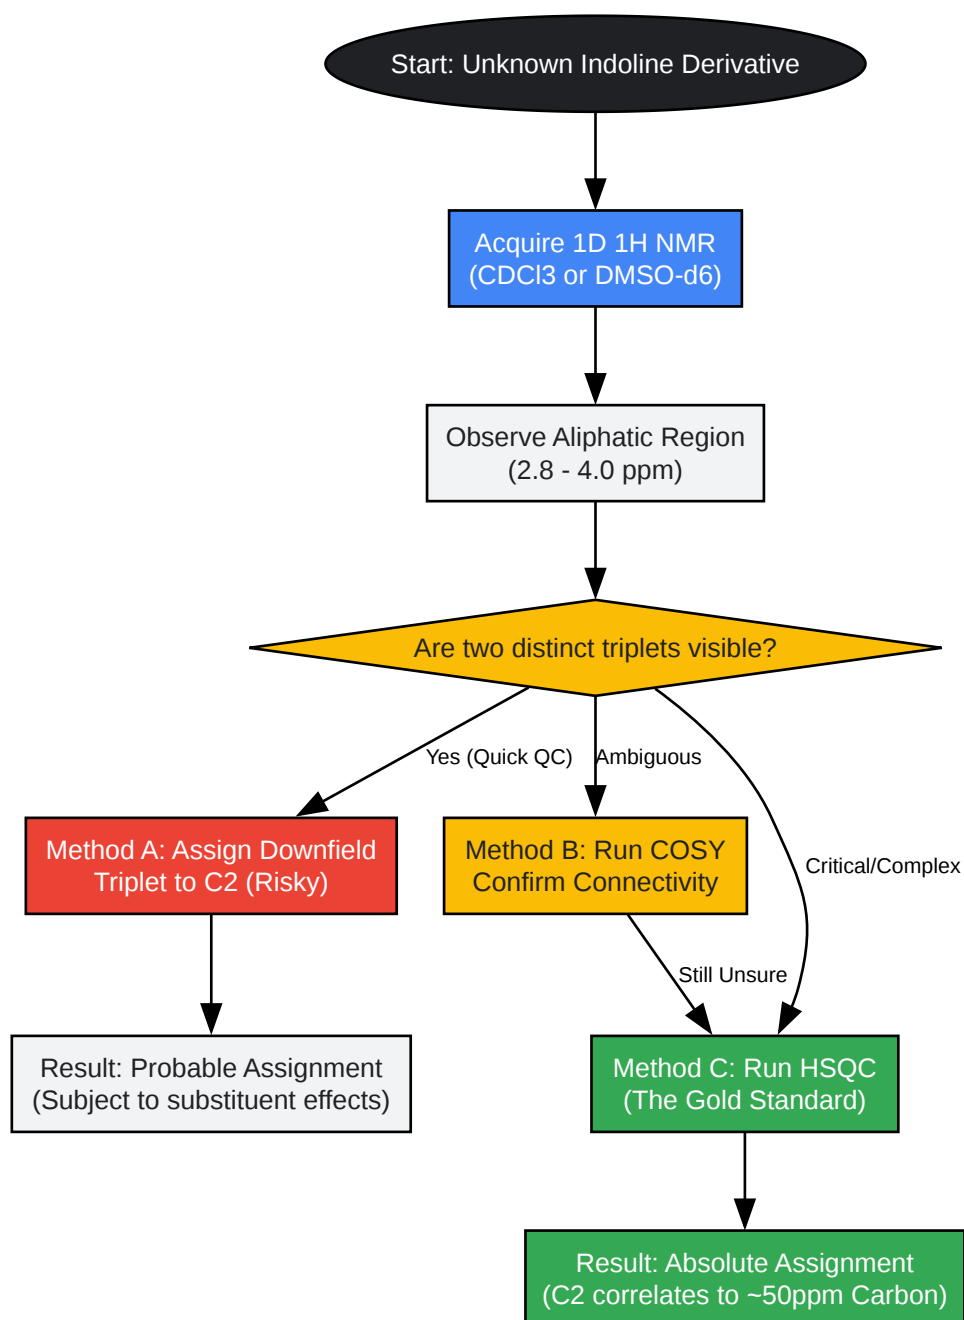 Start: Unknown Indoline Derivative
Acquire 1D 1H NMR
(CDCl3 or DMSO-d6)
Observe Aliphatic Region
(2.8 - 4.0 ppm)
Are two distinct triplets visible?
Yes (Quick QC)
Ambiguous
Critical/Complex
Method A: Assign Downfield
Triplet to C2 (Risky)
Method B: Run COSY
Confirm Connectivity
Still Unsure
Result: Probable Assignment
(Subject to substituent effects)
Method C: Run HSQC
(The Gold Standard)
Result: Absolute Assignment
(C2 correlates to ~50ppm Carbon)